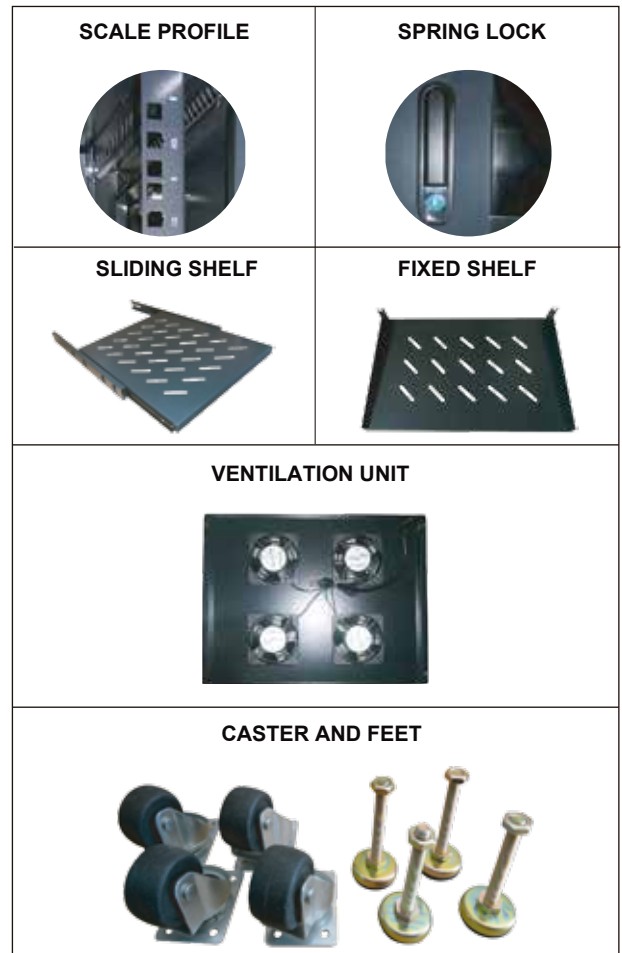 SCALE PROFILE
SPRING LOCK
SLIDING SHELF
FIXED SHELF
VENTILATION UNIT
CASTER AND FEET